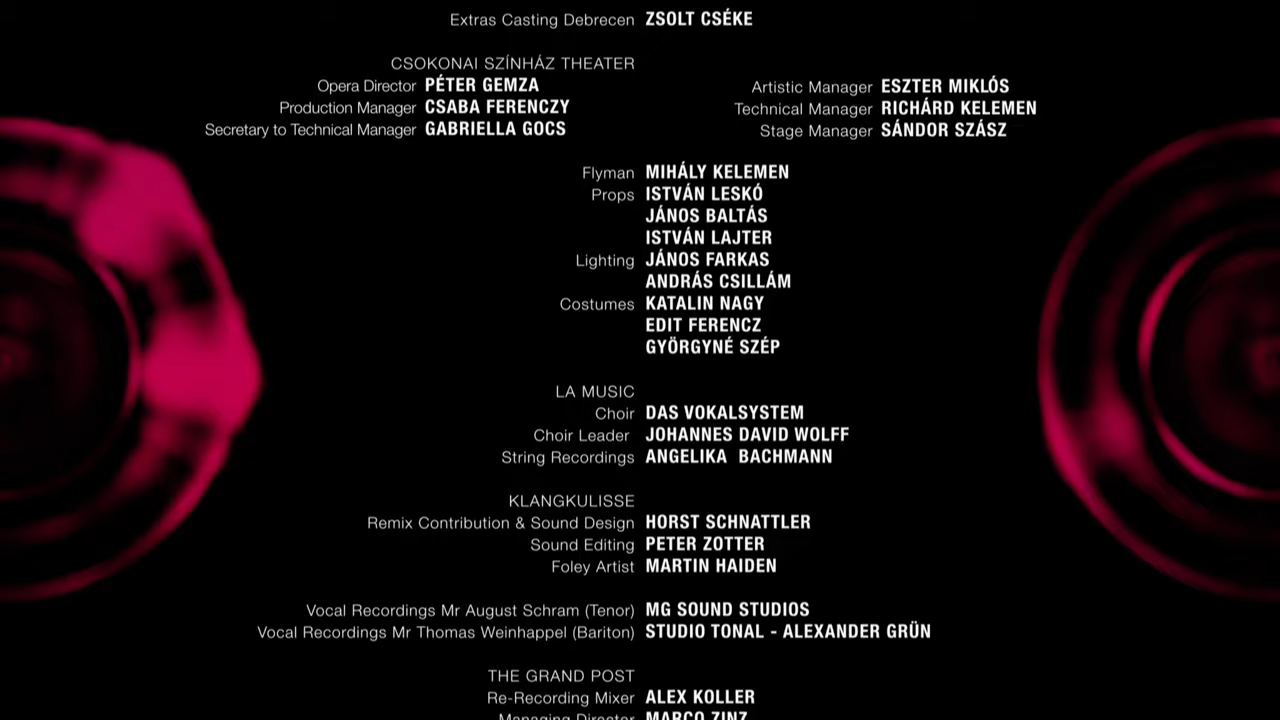 Extras Casting Debrecen ZSOLT CSÉKE
CSOKONAI SZÍNHÁZ THEATER
Opera Director PÉTER GEMZA
Artistic Manager ESZTER MIKLÓS
Production Manager CSABA FERENCZY
Technical Manager RICHÁRD KELEMEN
Secretary to Technical Manager GABRIELLA GOCS
Stage Manager SÁNDOR SZÁSZ
Flyman MIHÁLY KELEMEN
Props ISTVÁN LESKÓ
JÁNOS BALTÁS
ISTVÁN LAJTER
Lighting JÁNOS FARKAS
ANDRÁS CSILLÁM
Costumes KATALIN NAGY
EDIT FERENCZ
GYÖRGYNÉ SZÉP
LA MUSIC
Choir DAS VOKALSYSTEM
Choir Leader JOHANNES DAVID WOLFF
String Recordings ANGELIKA BACHMANN
KLANGKULISSE
Remix Contribution & Sound Design HORST SCHNATTLER
Sound Editing PETER ZOTTER
Foley Artist MARTIN HAIDEN
Vocal Recordings Mr August Schram (Tenor) MG SOUND STUDIOS
Vocal Recordings Mr Thomas Weinhappel (Bariton) STUDIO TONAL - ALEXANDER GRÜN
THE GRAND POST
Re-Recording Mixer ALEX KOLLER
Managing Director MARCO ZINZ